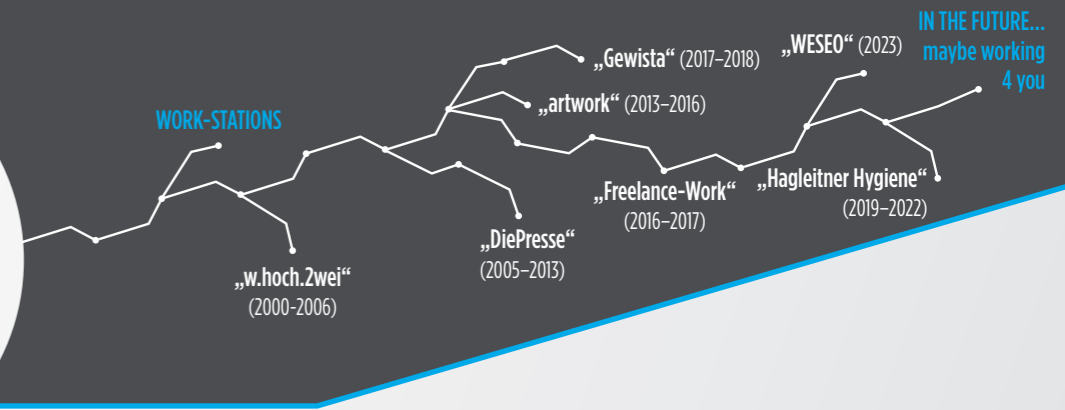 WORK-STATIONS
„w.hoch.2wei“
(2000-2006)
„DiePresse“
(2005–2013)
„Gewista“ (2017–2018)
„artwork“ (2013–2016)
„Freelance-Work“
(2016–2017)
„WESEO“ (2023)
„Hagleitner Hygiene“
(2019–2022)
IN THE FUTURE...
maybe working
4 you